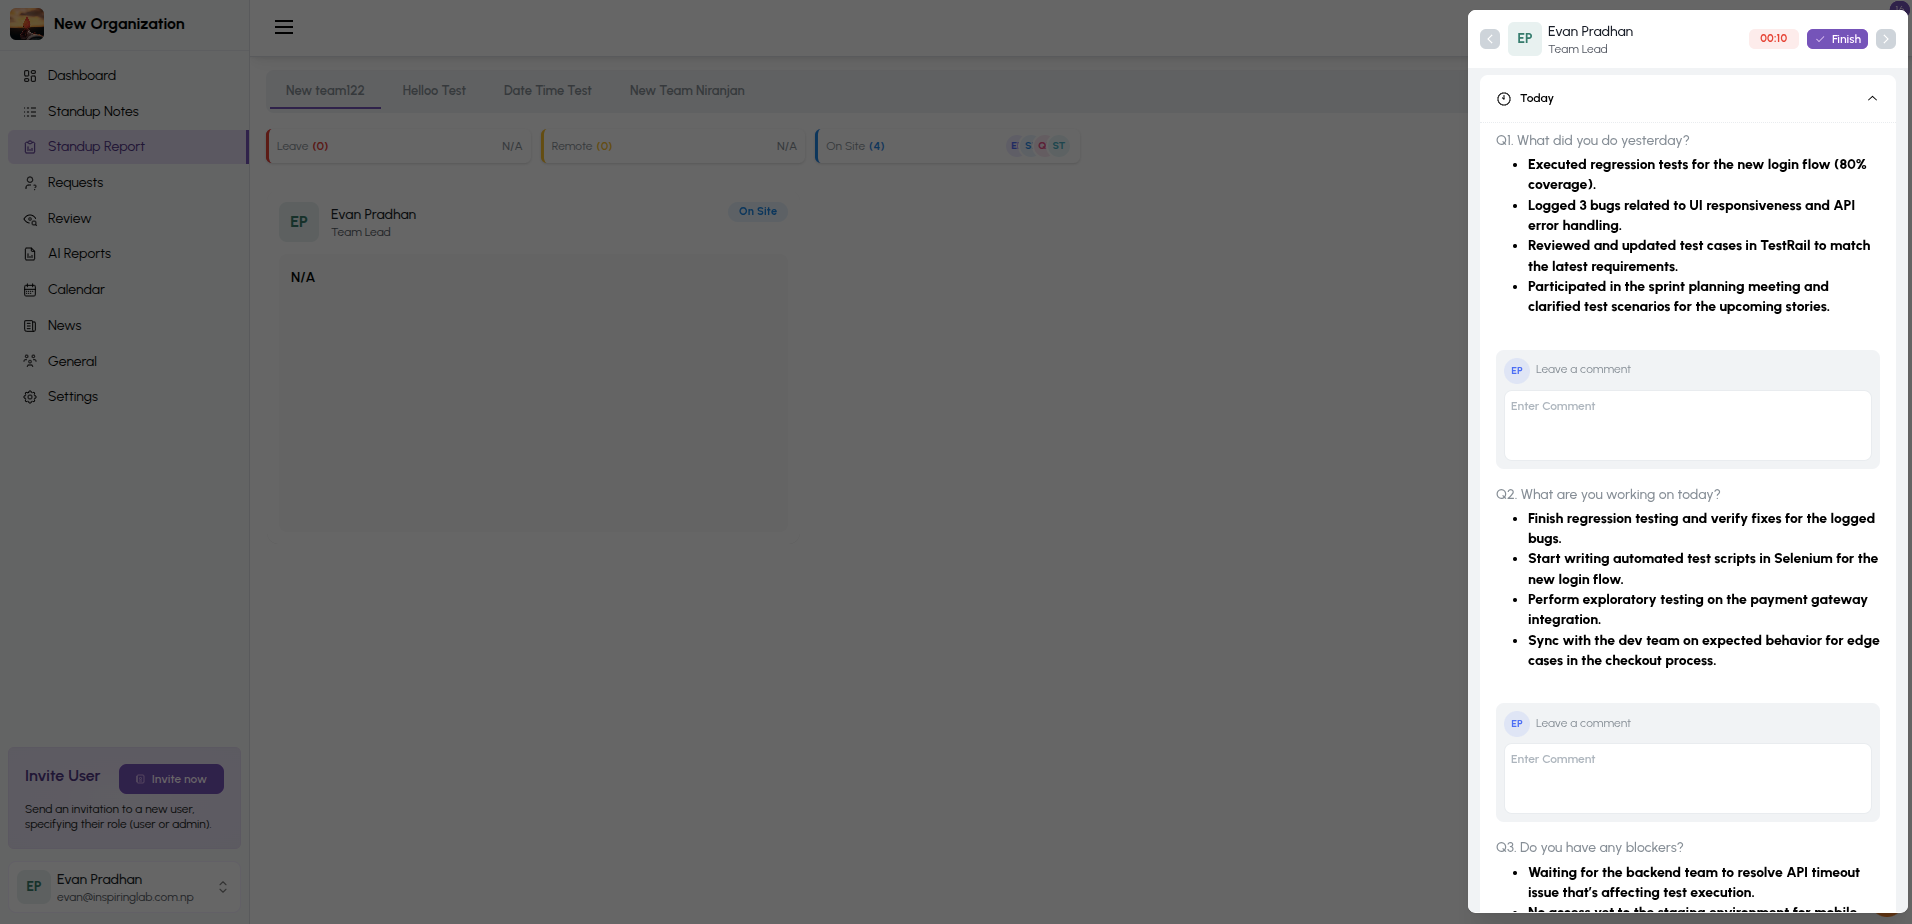 New Organization
Dashboard
Standup Notes
Standup Report
Requests
Review
AI Reports
Calendar
News
General
Settings
Invite User
Invite now
Send an invitation to a new user,
specifying their role (user or admin).
EP
Evan Pradhan
evan@inspiringlab.com.np
New team122
Helloo Test
Date Time Test
New Team Niranjan
Leave (0)
N/A
Remote (0)
N/A
On Site (4)
S
Q
ST
EP
Evan Pradhan
Team Lead
On Site
N/A
EP
Evan Pradhan
Team Lead
00:10
Finish
Today
Q1. What did you do yesterday?
• Executed regression tests for the new login flow (80%
coverage).
• Logged 3 bugs related to UI responsiveness and API
error handling.
• Reviewed and updated test cases in TestRail to match
the latest requirements.
• Participated in the sprint planning meeting and
clarified test scenarios for the upcoming stories.
EP
Leave a comment
Enter Comment
Q2. What are you working on today?
• Finish regression testing and verify fixes for the logged
bugs.
• Start writing automated test scripts in Selenium for the
new login flow.
• Perform exploratory testing on the payment gateway
integration.
• Sync with the dev team on expected behavior for edge
cases in the checkout process.
EP
Leave a comment
Enter Comment
Q3. Do you have any blockers?
• Waiting for the backend team to resolve API timeout
issue that's affecting test execution.
• No access yet to the staging environment for mobile